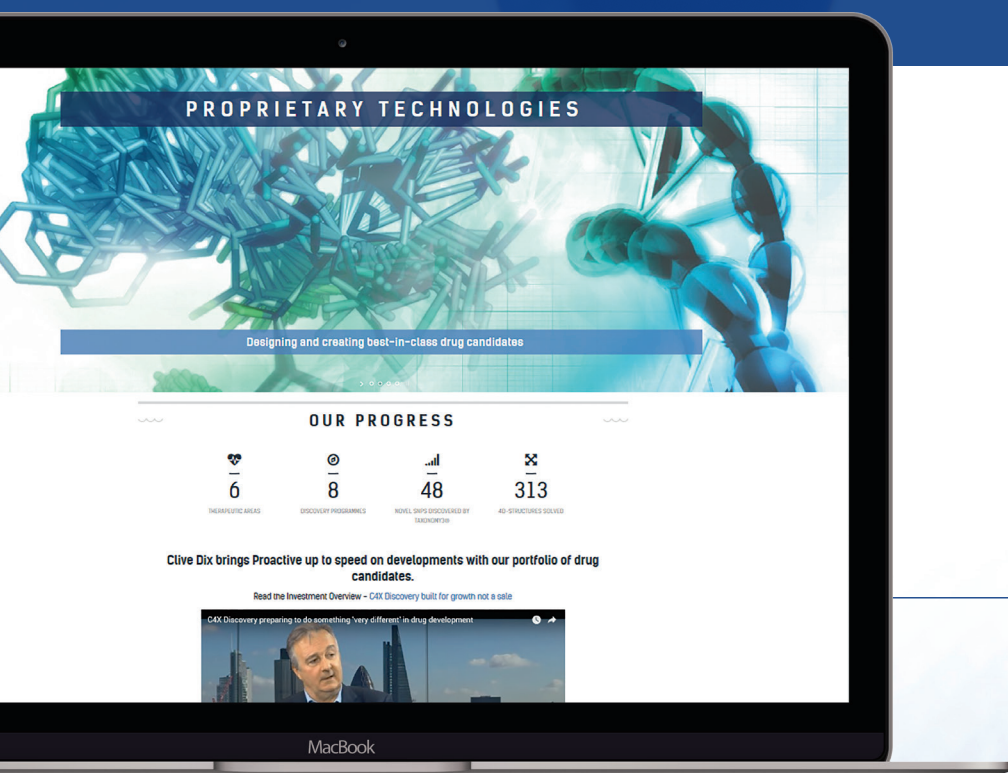 PROPRIETARY TECHNOLOGIES
Designing and creating best-in-class drug candidates
OUR PROGRESS
6
8
48
313
THERAPEUTIC AREAS
DISCOVERY PROGRAMMES
NOVEL SNPS DISCOVERED BY
TAXONOMY3®
4D-STRUCTURES SOLVED
Clive Dix brings Proactive up to speed on developments with our portfolio of drug
candidates.
Read the Investment Overview – C4X Discovery built for growth not a sale
C4X Discovery preparing to do something 'very different' in drug development
MacBook